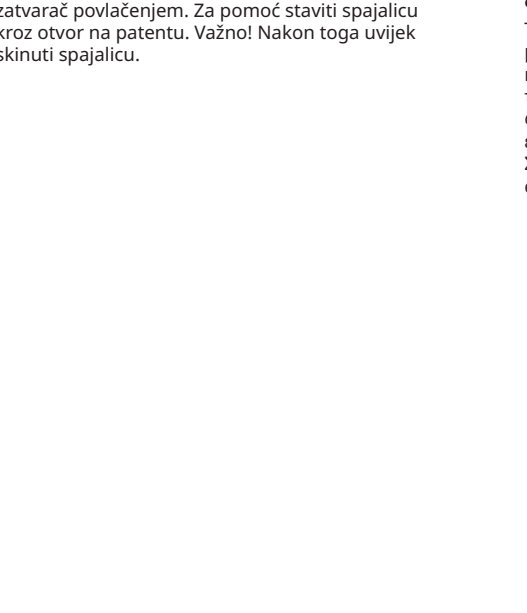 zatvarač povlačenjem. Za pomoć staviti spajalicu
kroz otvor na patentu. Važno! Nakon toga uvijek
skinuti spajalicu.